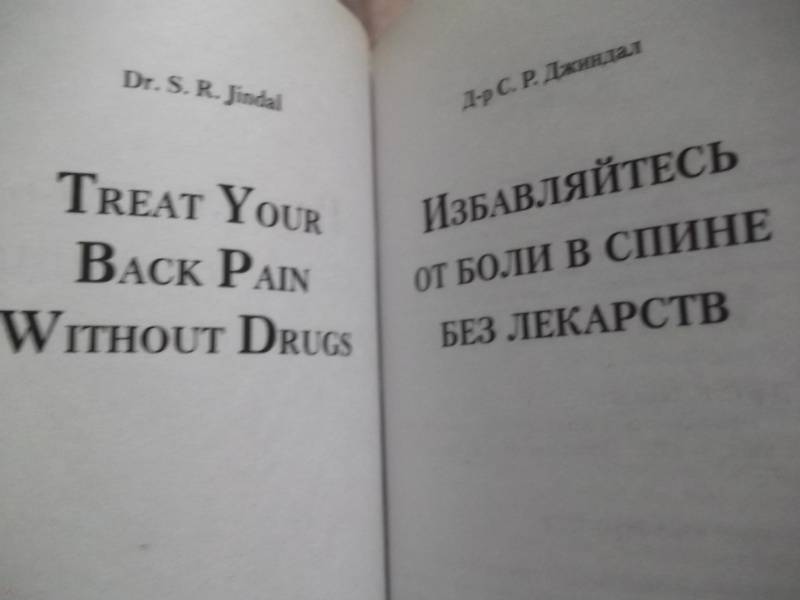 Dr. S. R. Jindal
TREAT YOUR
BACK PAIN
WITHOUT DRUGS
Д-р С. Р. Джиндал
ИЗБАВЛЯЙТЕСЬ
ОТ БОЛИ В СПИНЕ
БЕЗ ЛЕКАРСТВ